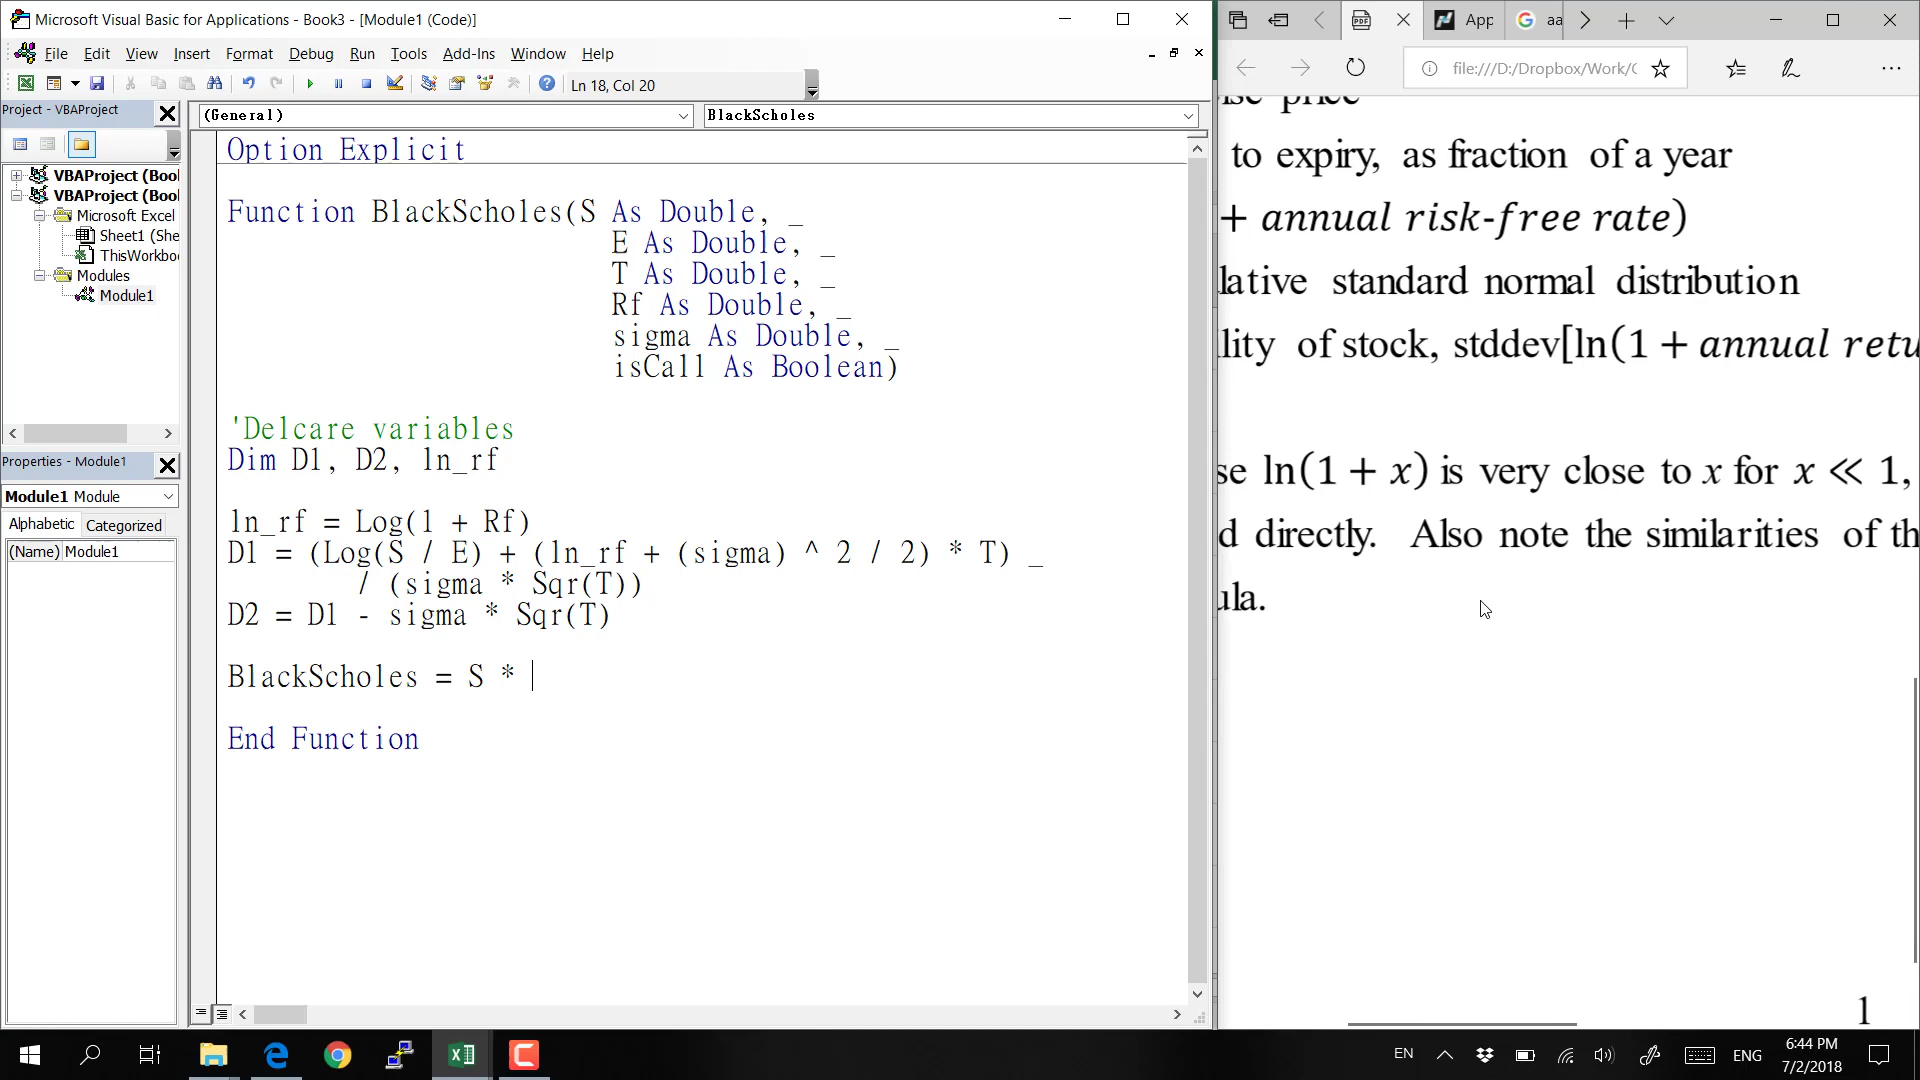 Microsoft Visual Basic for Applications - Book3 - [Module1 (Code)]
File Edit View Insert Format Debug Run Tools Add-Ins Window Help
Ln 18, Col 20
Project - VBAProject
VBAProject (Bool
VBAProject (Bool
Microsoft Excel
Sheet1 (She
ThisWorkboo
Modules
Module1
Properties - Module1
Module1 Module
Alphabetic Categorized
(Name) Module1
(General) BlackScholes
Option Explicit
Function BlackScholes(S As Double, _
E As Double, _
T As Double, _
Rf As Double, _
sigma As Double, _
isCall As Boolean)
'Delcare variables
Dim D1, D2, ln_rf
ln_rf = Log(1 + Rf)
D1 = (Log(S / E) + (ln_rf + (sigma) ^ 2 / 2) * T) _
/ (sigma * Sqr(T))
D2 = D1 - sigma * Sqr(T)
BlackScholes = S *
End Function
PDF App aa
file:///D:/Dropbox/Work/
price
to expiry, as fraction of a year
+ annual risk-free rate)
lative standard normal distribution
lity of stock, stddev[ln(1 + annual retu
se ln(1 + x) is very close to x for x ≪ 1,
d directly. Also note the similarities of th
ula.
1
EN ENG 6:44 PM
7/2/2018